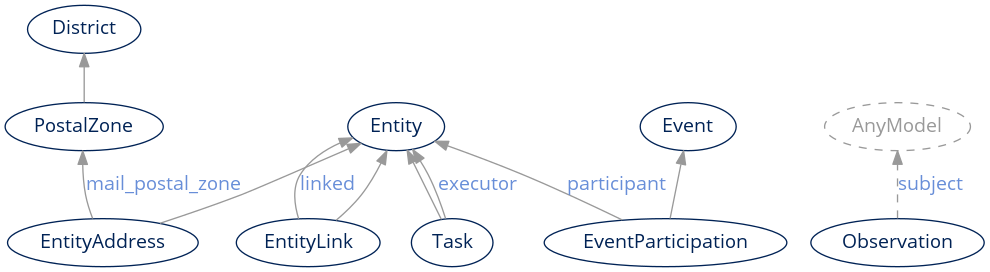 District
PostalZone
Entity
Event
AnyModel
mail_postal_zone
linked
executor
participant
subject
EntityAddress
EntityLink
Task
EventParticipation
Observation